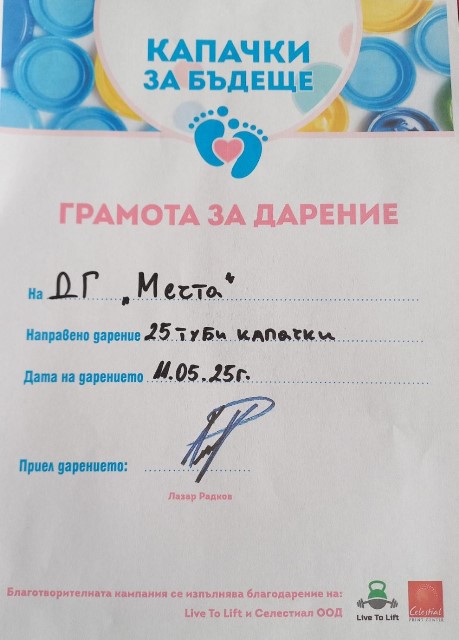 КАПАЧКИ
ЗА БЪДЕЩЕ
ГРАМОТА ЗА ДАРЕНИЕ
На ДГ „Мечта“
Направено дарение 25 туби капачки
Дата на дарението 11.05.25г.
Приел дарението:
Лазар Радков
Благотворителната кампания се изпълнява благодарение на:
Live To Lift и Селестиал ООД
Live To Lift
Celestial
PRINT CENTER